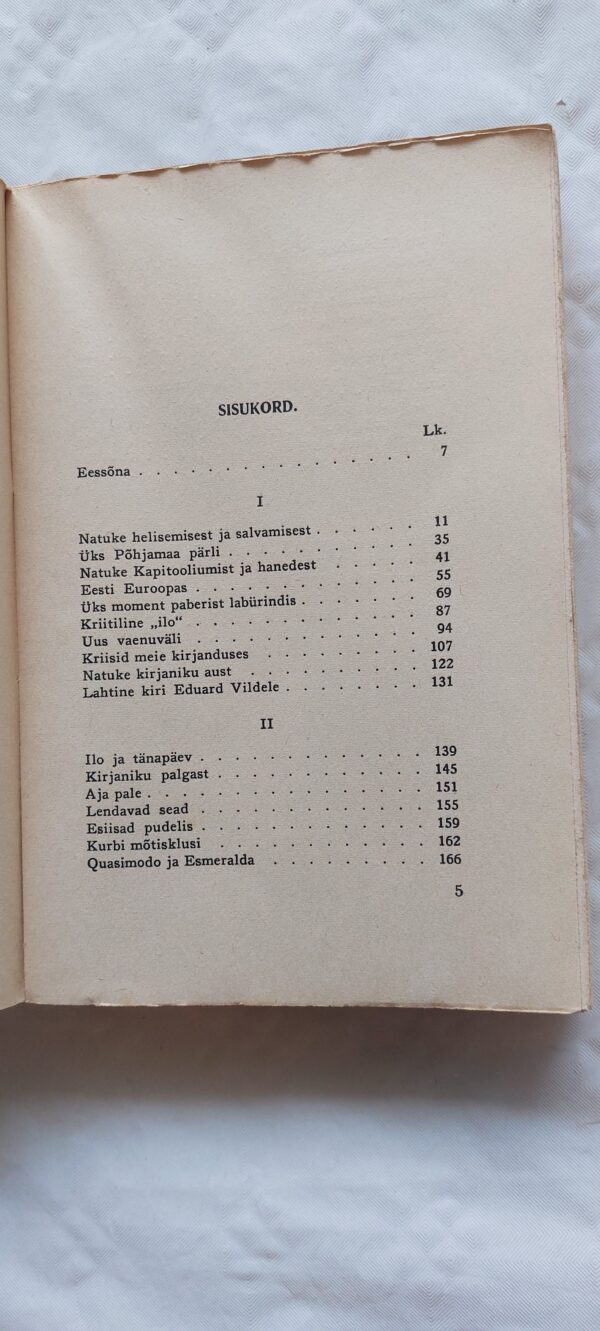 SISUKORD.
Lk.
Eessõna . . . . . . . . . . . . . . . . 7
I
Natuke helisemisest ja salvamisest . . . . . . 11
Üks Põhjamaa pärli . . . . . . . . . . 35
Natuke Kapitooliumist ja hanedest . . . . . 41
Eesti Euroopas . . . . . . . . . . . . 55
Üks moment paberist labürindis . . . . . . 69
Kriitiline „ilo“ . . . . . . . . . . . . 87
Uus vaenuväli . . . . . . . . . . . 94
Kriisid meie kirjanduses . . . . . . . . 107
Natuke kirjaniku aust . . . . . . . . . 122
Lahtine kiri Eduard Vildele . . . . . . . . 131
II
Ilo ja tänapäev . . . . . . . . . . . . 139
Kirjaniku palgast . . . . . . . . . . . 145
Aja pale . . . . . . . . . . . . . . 151
Lendavad sead . . . . . . . . . . . . 155
Esiisad pudelis . . . . . . . . . . . . 159
Kurbi mõtisklusi . . . . . . . . . . . 162
Quasimodo ja Esmeralda . . . . . . . . 166
5